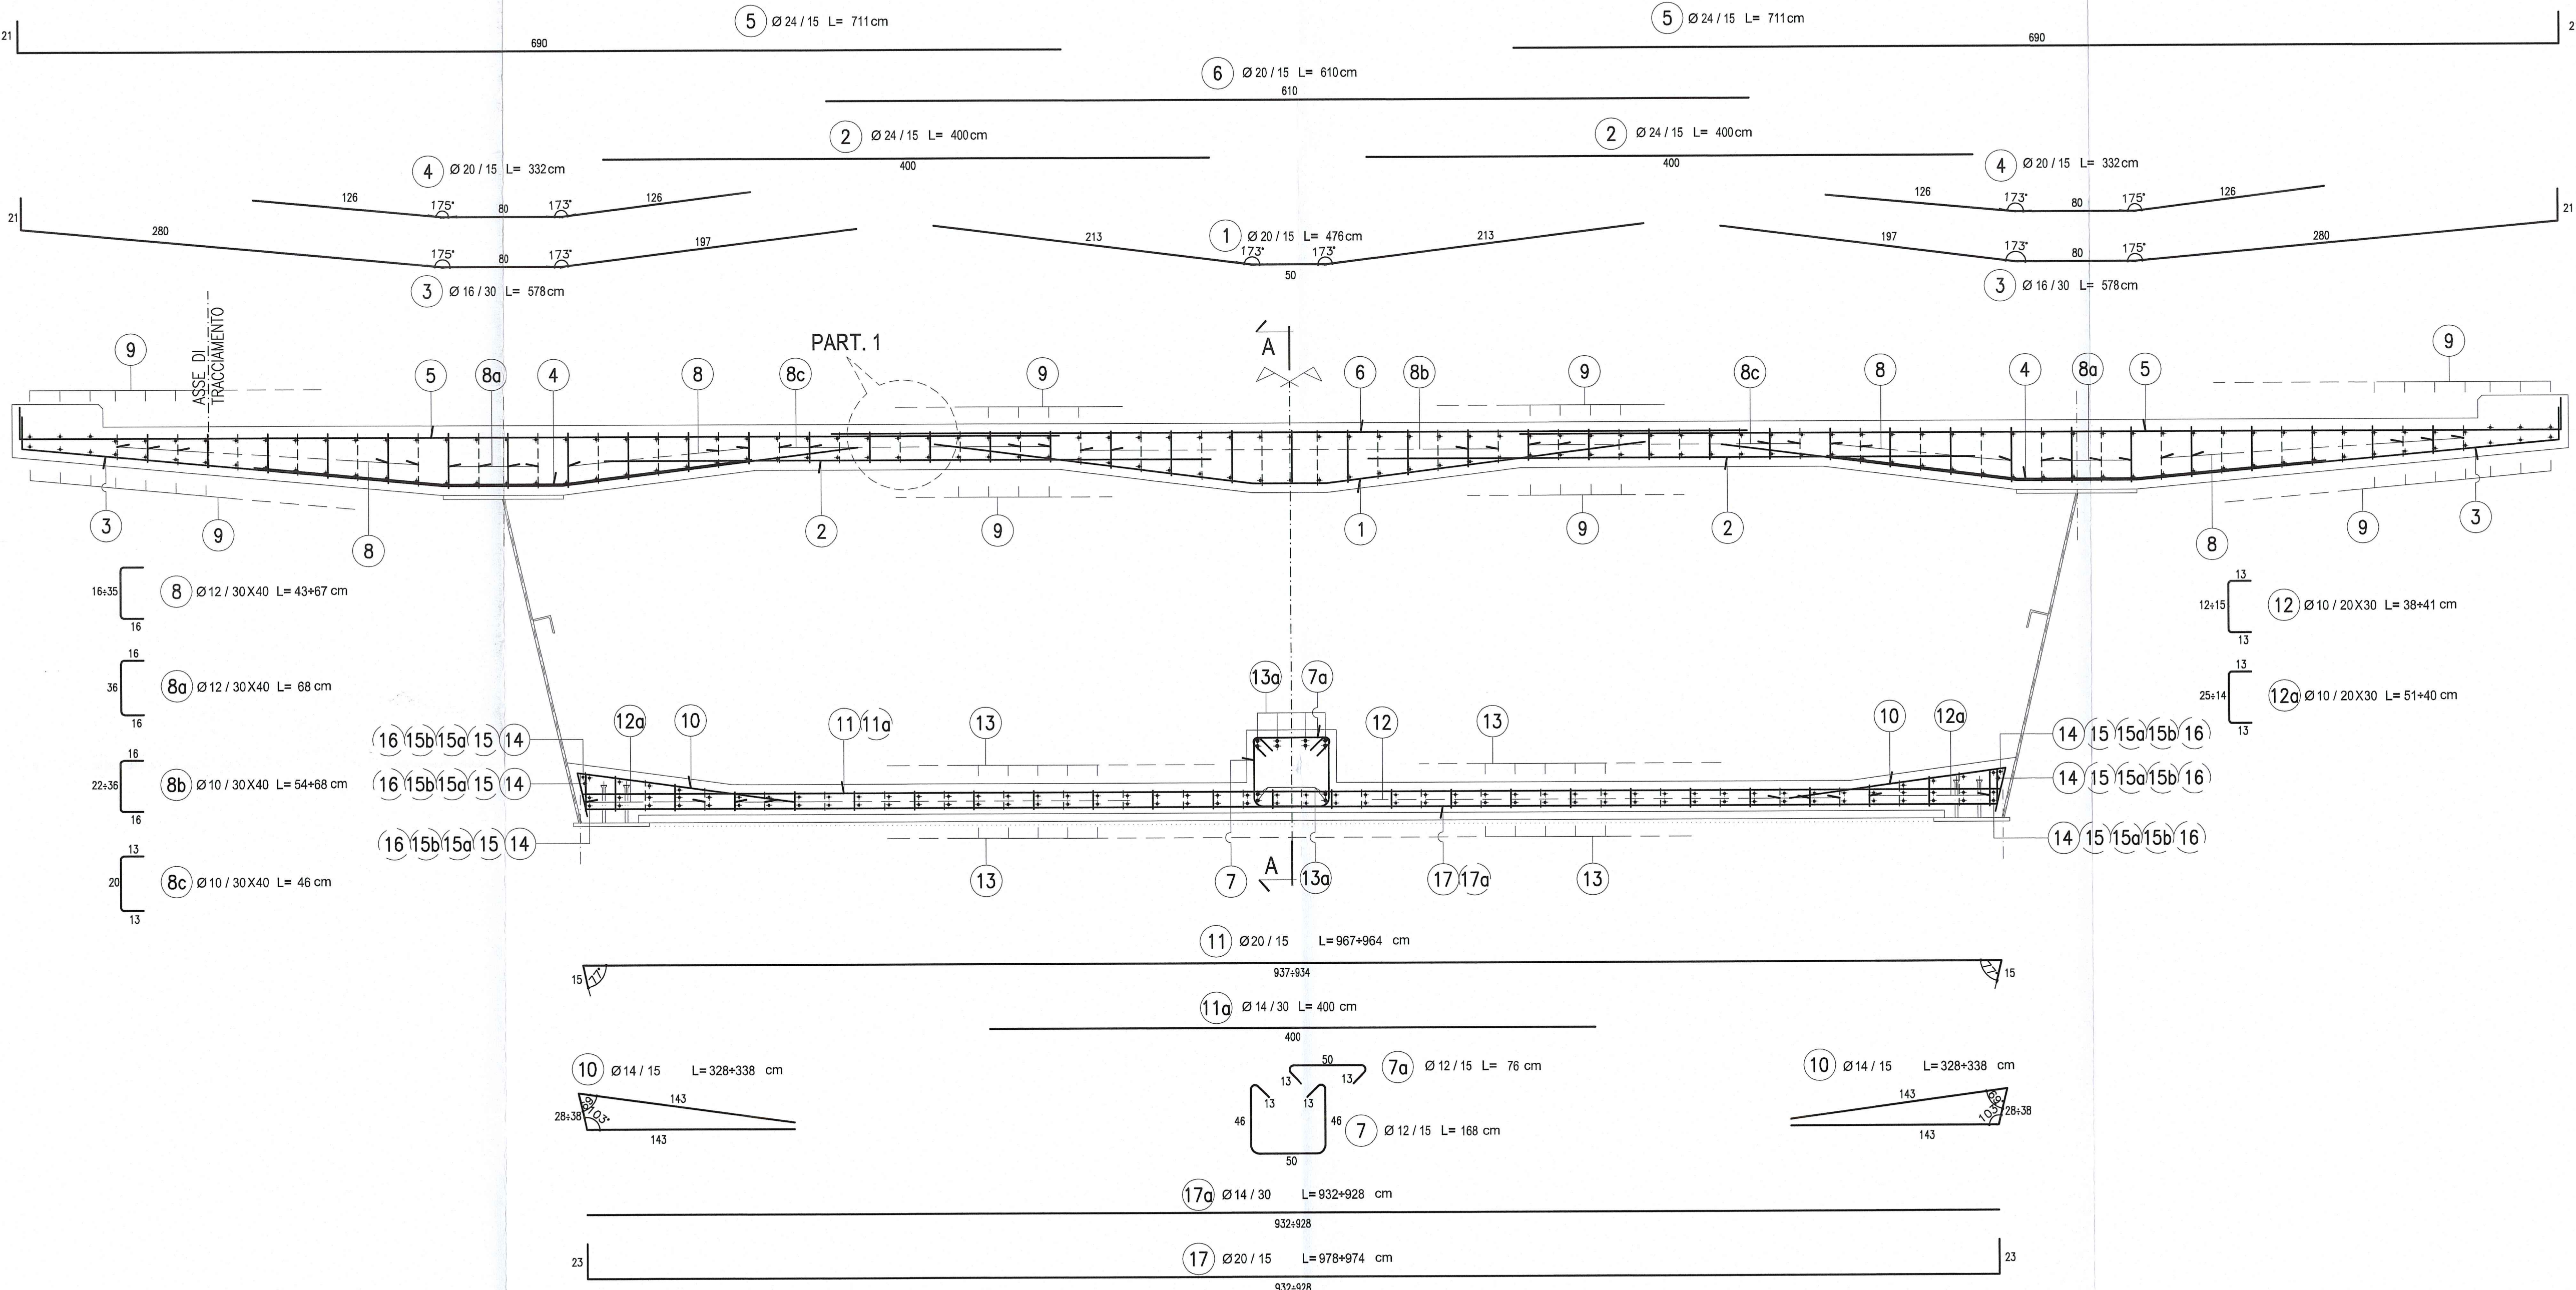 5 Ø 24 / 15 L= 711 cm
5 Ø 24 / 15 L= 711 cm
21
690
690
2
6 Ø 20 / 15 L= 610 cm
610
2 Ø 24 / 15 L= 400 cm
400
2 Ø 24 / 15 L= 400 cm
400
4 Ø 20 / 15 L= 332 cm
126
175°
80
173°
126
4 Ø 20 / 15 L= 332 cm
126
173°
80
175°
126
21
280
175°
80
173°
197
3 Ø 16 / 30 L= 578 cm
1 Ø 20 / 15 L= 476 cm
213
173°
173°
213
50
197
173°
80
175°
280
21
3 Ø 16 / 30 L= 578 cm
ASSE DI
TRACCIAMENTO
PART. 1
A
9
5
8a
4
8
8c
9
6
8b
9
8c
8
4
8a
5
9
3
9
8
2
9
1
9
2
8
9
3
16÷35
16
8 Ø 12 / 30X40 L= 43÷67 cm
16
36
16
8a Ø 12 / 30X40 L= 68 cm
16
22÷36
16
8b Ø 10 / 30X40 L= 54÷68 cm
13
20
13
8c Ø 10 / 30X40 L= 46 cm
13
12÷15
13
12 Ø 10 / 20X30 L= 38÷41 cm
13
25÷14
13
12a Ø 10 / 20X30 L= 51÷40 cm
13a
7a
16 15b 15a 15 14
12a
10
11 11a
13
12
13
10
12a
14 15 15a 15b 16
16 15b 15a 15 14
14 15 15a 15b 16
16 15b 15a 15 14
14 15 15a 15b 16
13
7
A
13a
17 17a
13
11 Ø 20 / 15 L= 967÷964 cm
15
77°
937÷934
77°
15
11a Ø 14 / 30 L= 400 cm
400
10 Ø 14 / 15 L= 328÷338 cm
143
28÷38
103°
143
50
13
13
7a Ø 12 / 15 L= 76 cm
13
13
46
46
50
7 Ø 12 / 15 L= 168 cm
10 Ø 14 / 15 L= 328÷338 cm
143
103°
28÷38
143
17a Ø 14 / 30 L= 932÷928 cm
932÷928
17 Ø 20 / 15 L= 978÷974 cm
23
23
932÷928